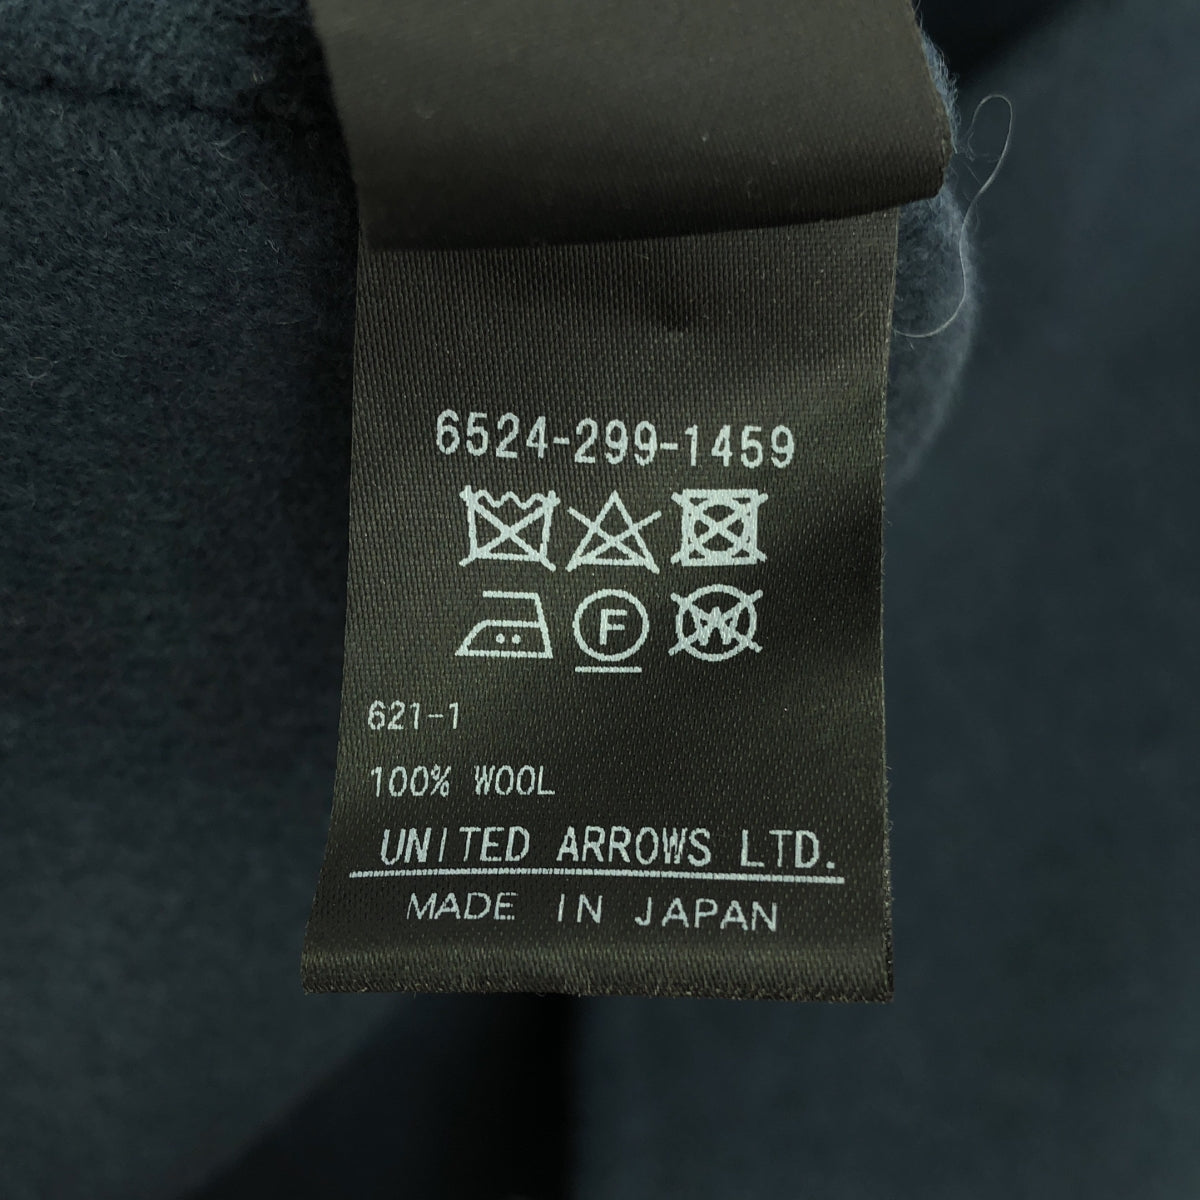 6524-299-1459
F W
621-1
100% WOOL
UNITED ARROWS LTD.
MADE IN JAPAN